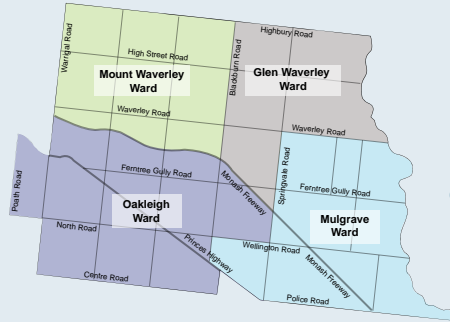 Highbury Road
Warrigal Road
High Street Road
Blackburn Road
Mount Waverley
Ward
Glen Waverley
Ward
Waverley Road
Waverley Road
Ferntree Gully Road
Monash Freeway
Springvale Road
Ferntree Gully Road
Poath Road
Oakleigh
Ward
Mulgrave
Ward
North Road
Princes Highway
Wellington Road
Monash Freeway
Centre Road
Police Road